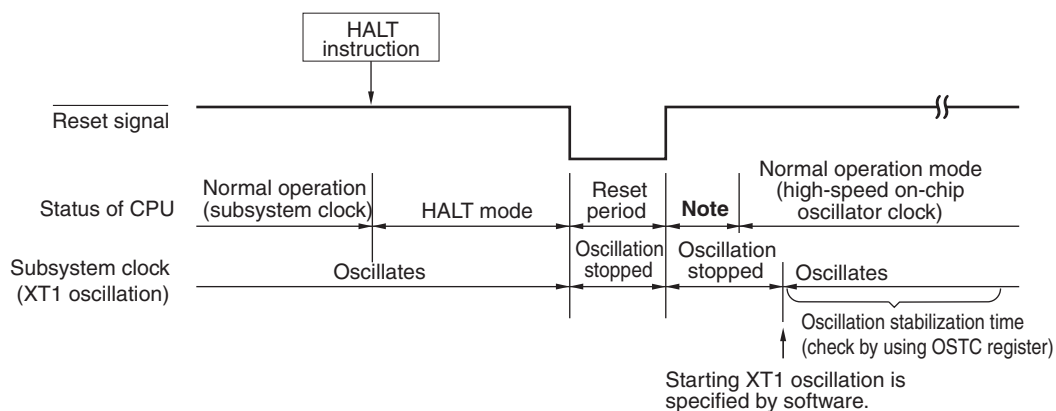 HALT
instruction
Reset signal
Status of CPU
Normal operation
(subsystem clock)
HALT mode
Reset
period
Note
Normal operation mode
(high-speed on-chip
oscillator clock)
Subsystem clock
(XT1 oscillation)
Oscillates
Oscillation
stopped
Oscillation
stopped
Oscillates
Oscillation stabilization time
(check by using OSTC register)
Starting XT1 oscillation is
specified by software.